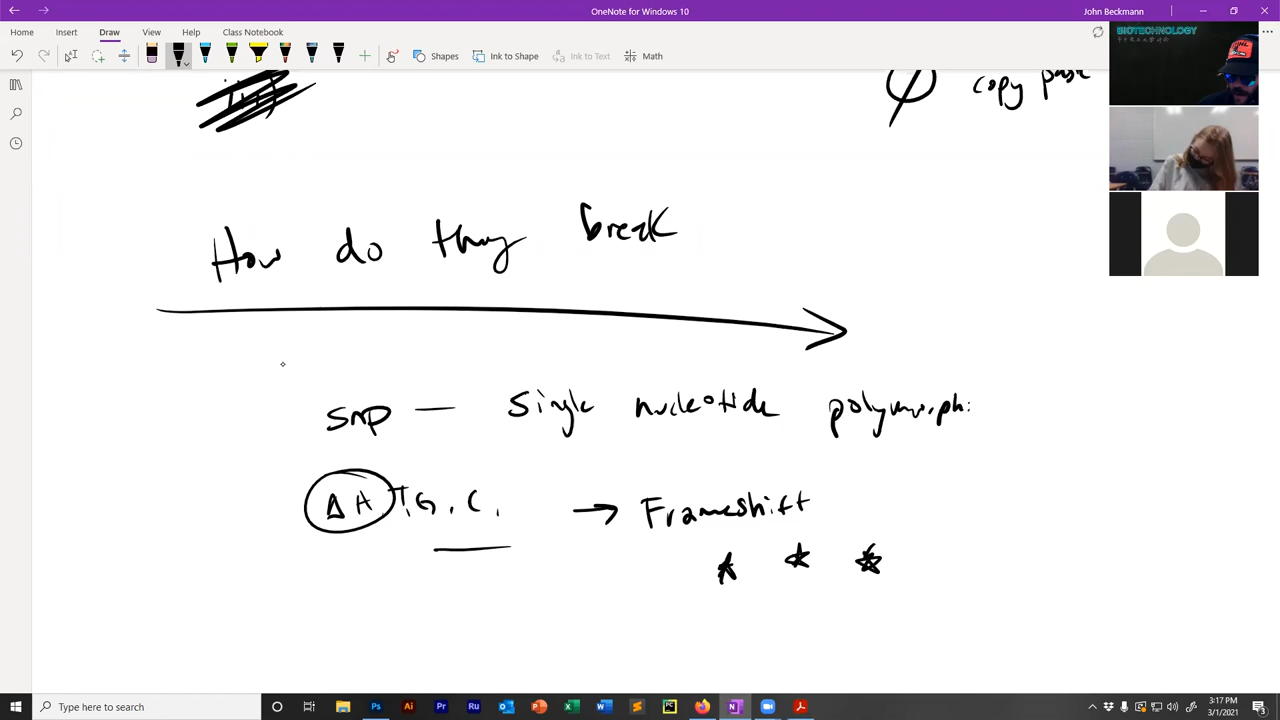 OneNote for Windows 10
John Beckmann
Home Insert Draw View Help Class Notebook
Shapes Ink to Shape Ink to Text Math
BIOTECHNOLOGY
copy paste
How do they break
SNP — Single nucleotide polymorphi
Δ A, T, G, C, → Frameshift
Type here to search
3:17 PM
3/1/2021